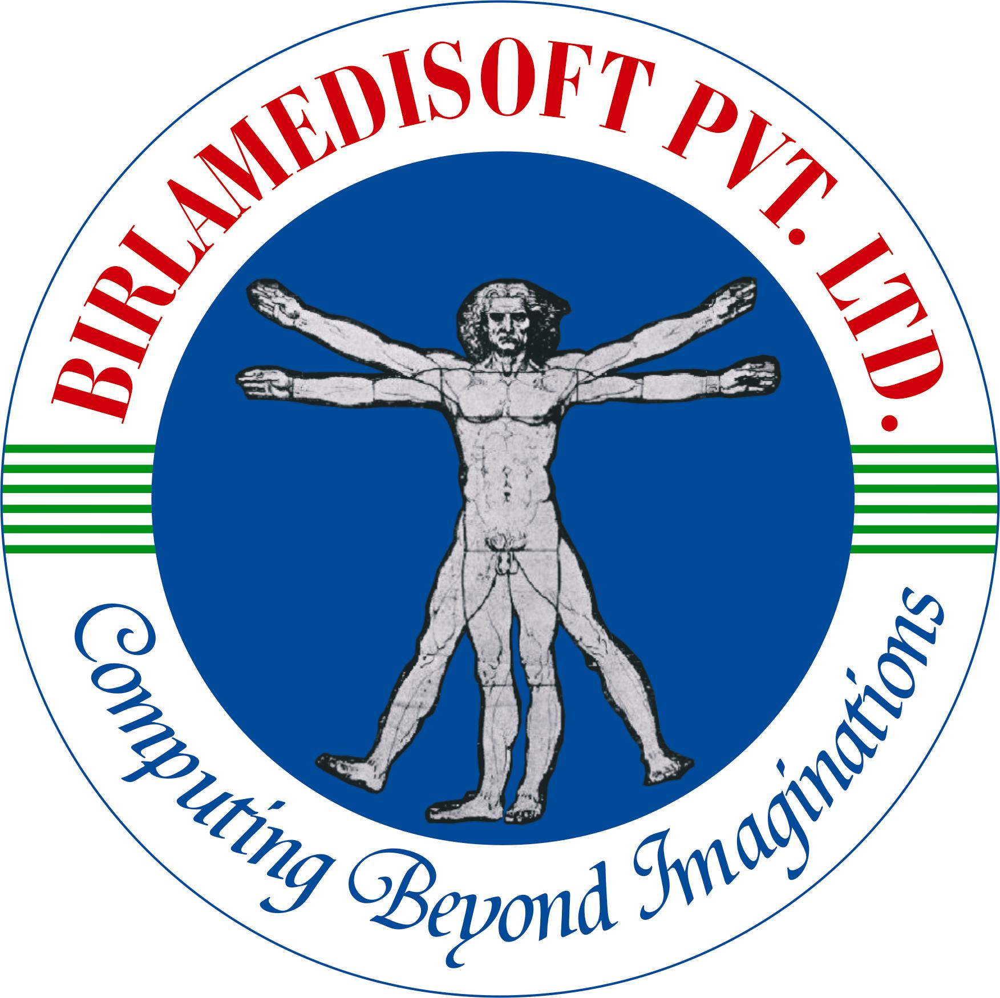 BIRLAMEDISOFT PVT. LTD.
Computing Beyond Imaginations